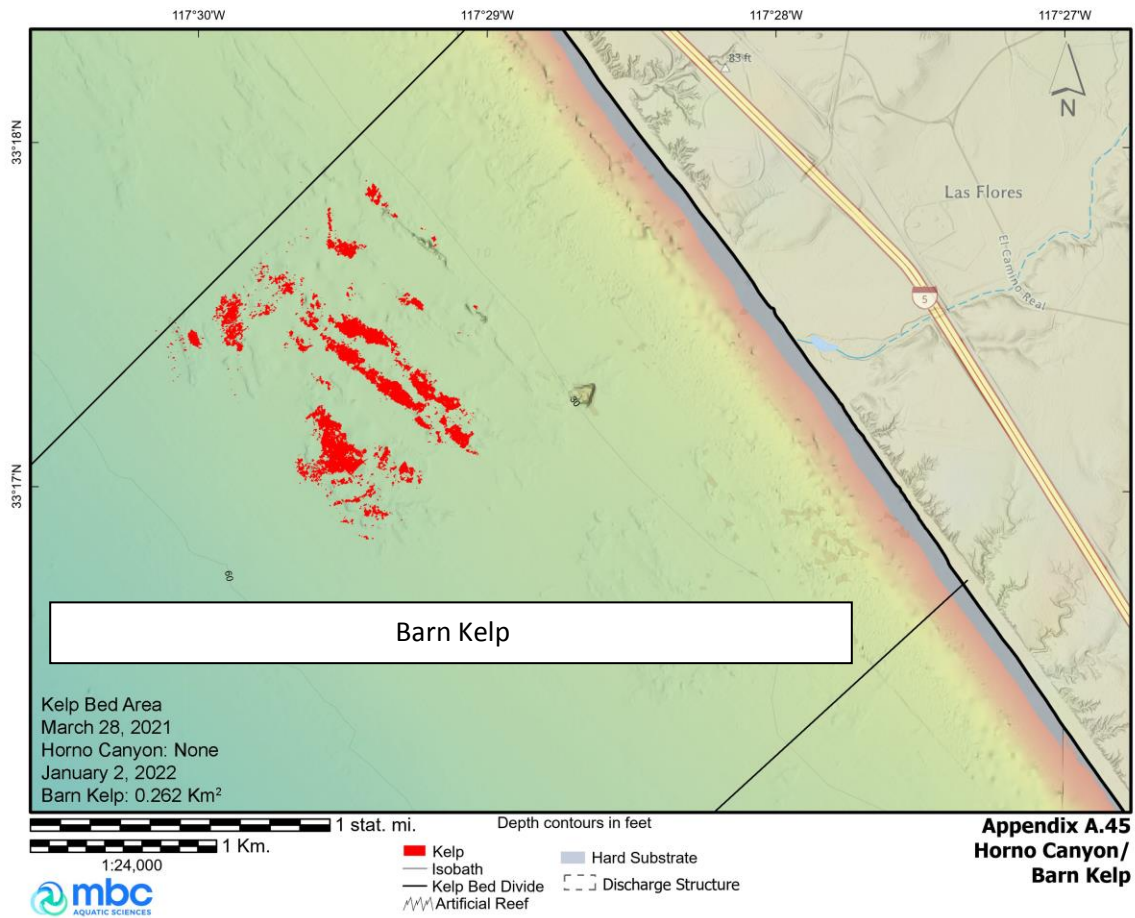 117°30'W 117°29'W 117°28'W 117°27'W
83 ft
N
33°18'N
Las Flores
El Camino Real
5
30
33°17'N
60
Barn Kelp
Kelp Bed Area
March 28, 2021
Horno Canyon: None
January 2, 2022
Barn Kelp: 0.262 Km²
1 stat. mi.
1 Km.
1:24,000
mbc
AQUATIC SCIENCES
Depth contours in feet
Kelp
Isobath
Kelp Bed Divide
Artificial Reef
Hard Substrate
Discharge Structure
Appendix A.45
Horno Canyon/
Barn Kelp